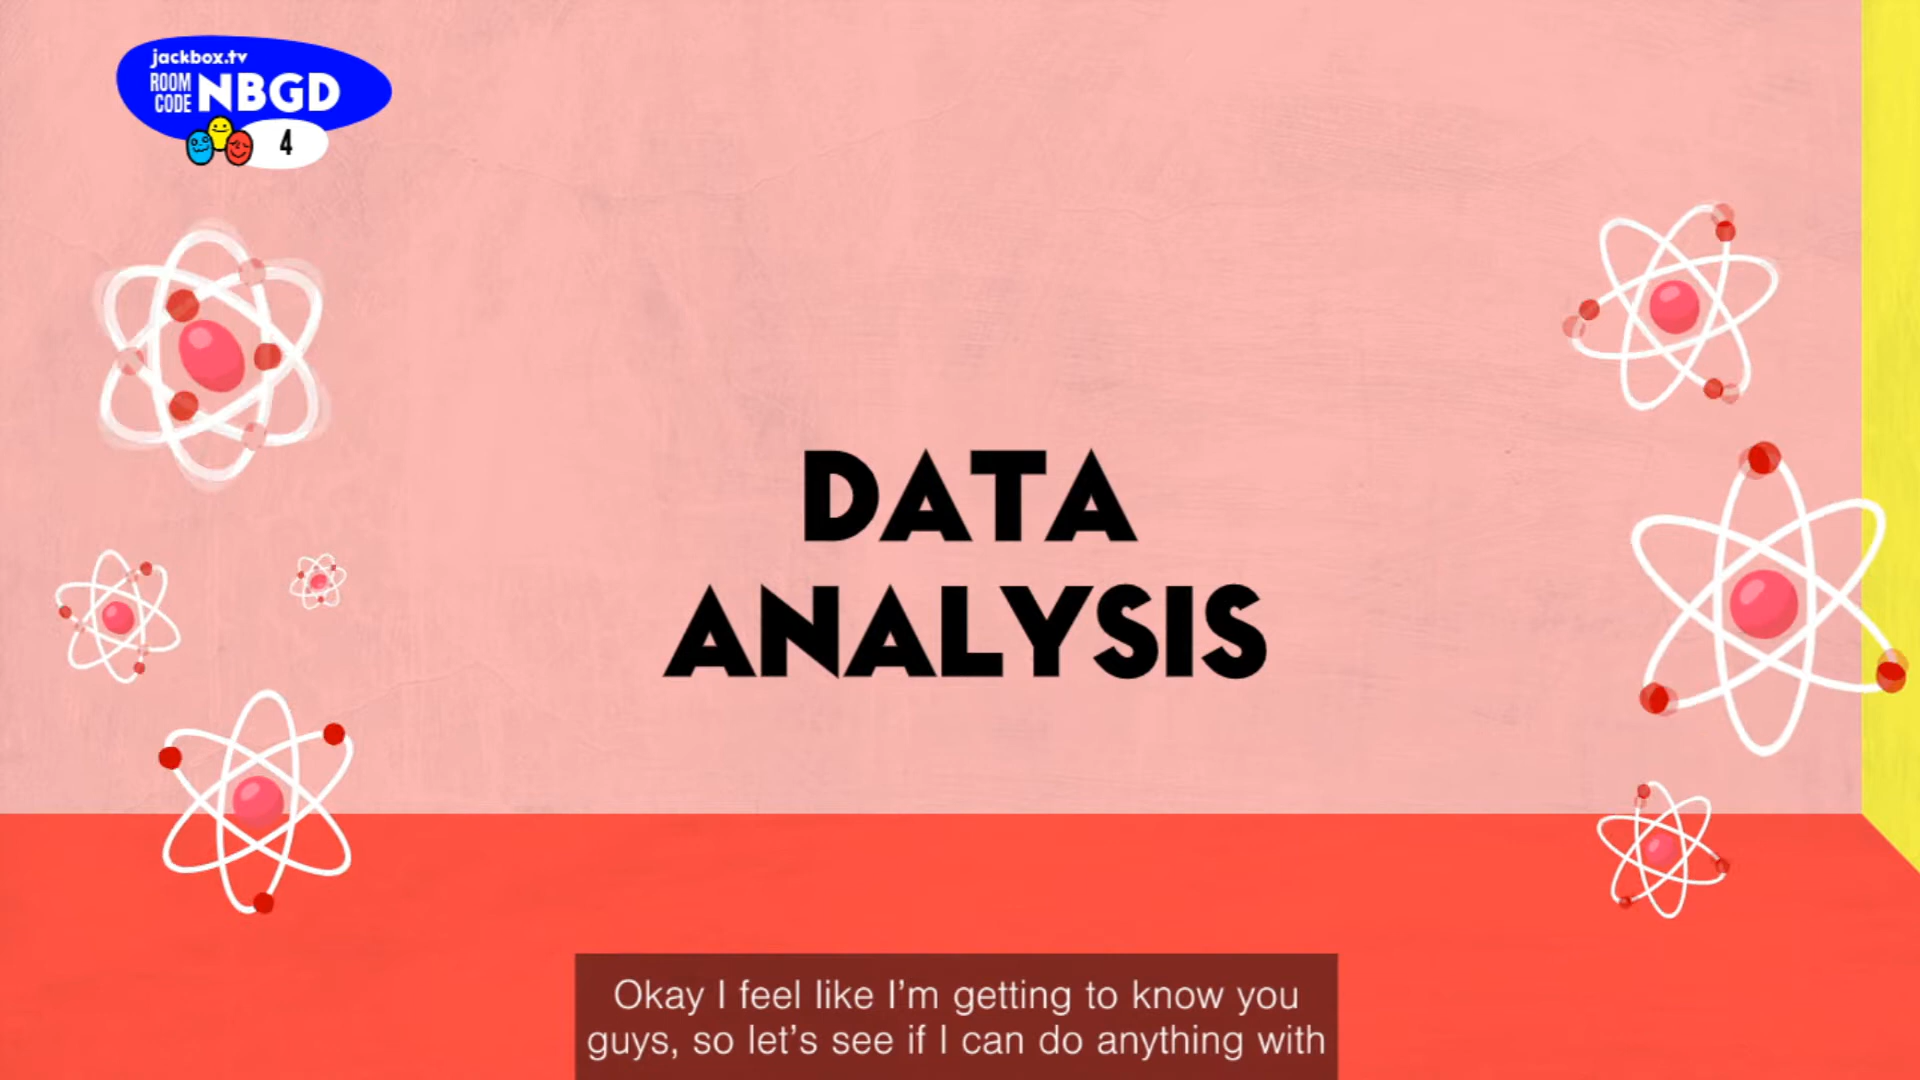 jackbox.tv
ROOM CODE NBGD
4
DATA
ANALYSIS
Okay I feel like I'm getting to know you
guys, so let's see if I can do anything with